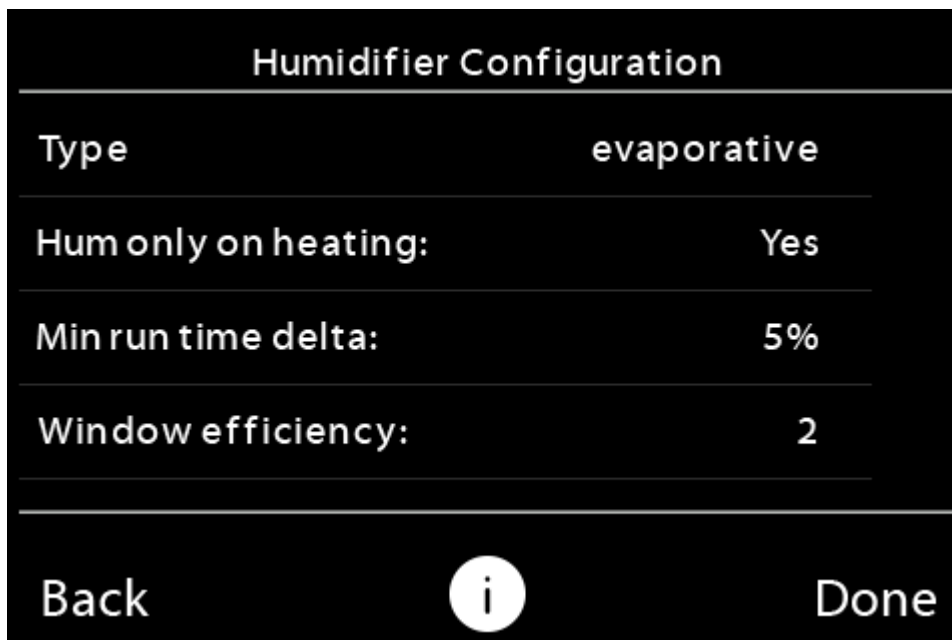 Humidifier Configuration
Type evaporative
Hum only on heating: Yes
Min run time delta: 5%
Window efficiency: 2
Back i Done